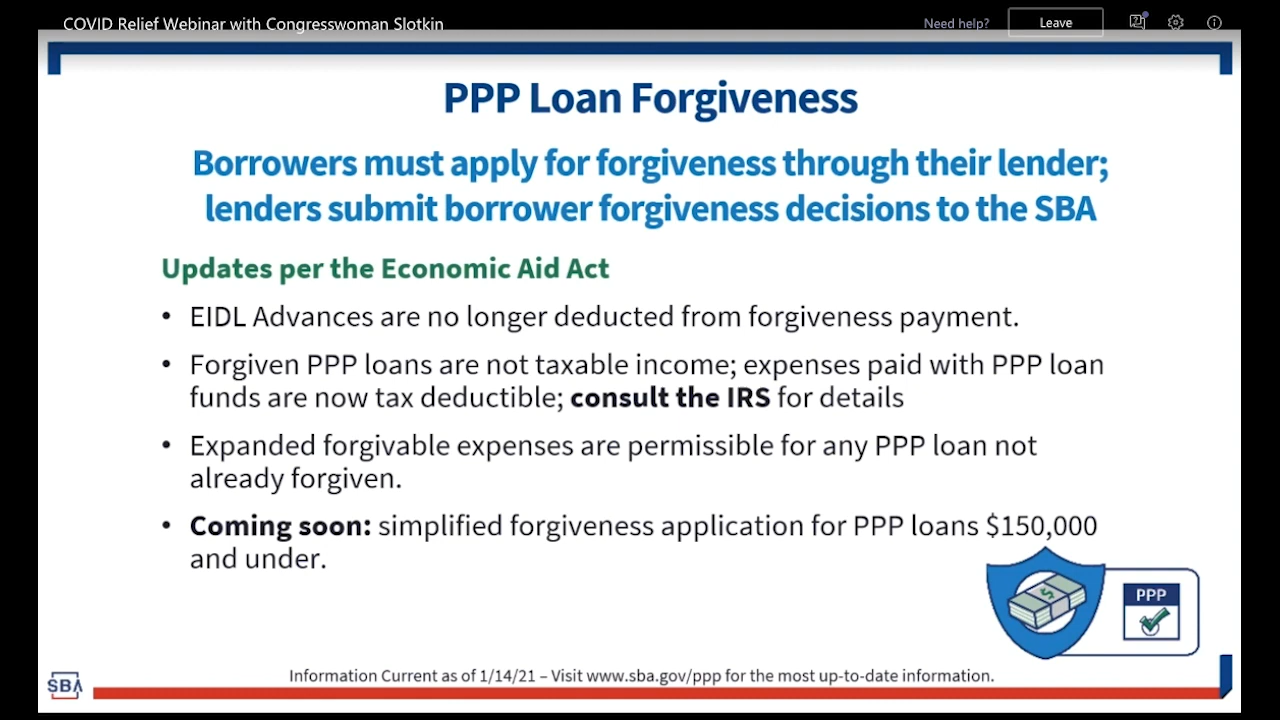 COVID Relief Webinar with Congresswoman Slotkin
Need help?
Leave
PPP Loan Forgiveness
Borrowers must apply for forgiveness through their lender;
lenders submit borrower forgiveness decisions to the SBA
Updates per the Economic Aid Act
• EIDL Advances are no longer deducted from forgiveness payment.
• Forgiven PPP loans are not taxable income; expenses paid with PPP loan
funds are now tax deductible; consult the IRS for details
• Expanded forgivable expenses are permissible for any PPP loan not
already forgiven.
• Coming soon: simplified forgiveness application for PPP loans $150,000
and under.
$
PPP
Information Current as of 1/14/21 – Visit www.sba.gov/ppp for the most up-to-date information.
SBA